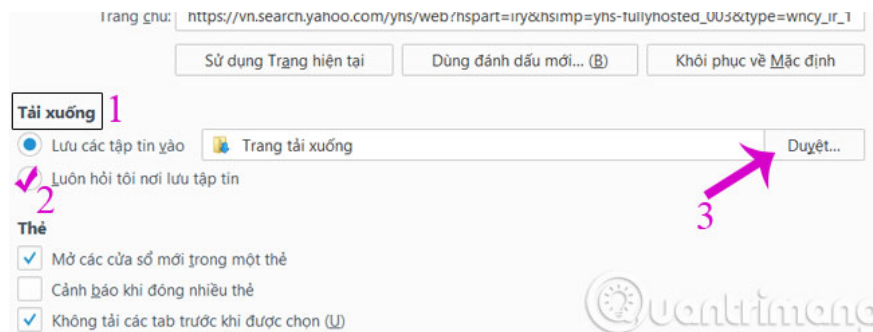 Trang chủ: https://vn.search.yahoo.com/yhs/web?hspart=iry&hsimp=yhs-fullyhosted_003&type=wncy_ir_1
Sử dụng Trang hiện tại Dùng đánh dấu mới... (B) Khôi phục về Mặc định
Tải xuống 1
Lưu các tập tin vào Trang tải xuống Duyệt...
Luôn hỏi tôi nơi lưu tập tin
2
3
Thẻ
Mở các cửa sổ mới trong một thẻ
Cảnh báo khi đóng nhiều thẻ
Không tải các tab trước khi được chọn (U)
Quantrimang